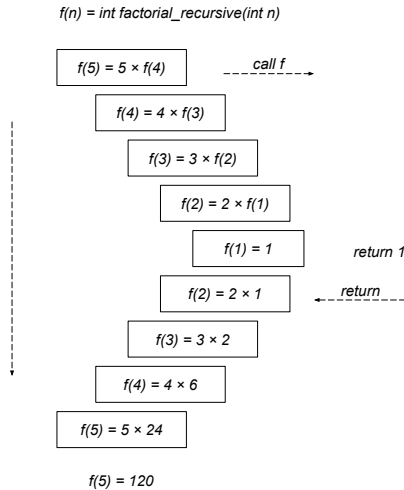 f(n) = int factorial_recursive(int n)
f(5) = 5 × f(4)
call f
f(4) = 4 × f(3)
f(3) = 3 × f(2)
f(2) = 2 × f(1)
f(1) = 1
return 1
f(2) = 2 × 1
return
f(3) = 3 × 2
f(4) = 4 × 6
f(5) = 5 × 24
f(5) = 120